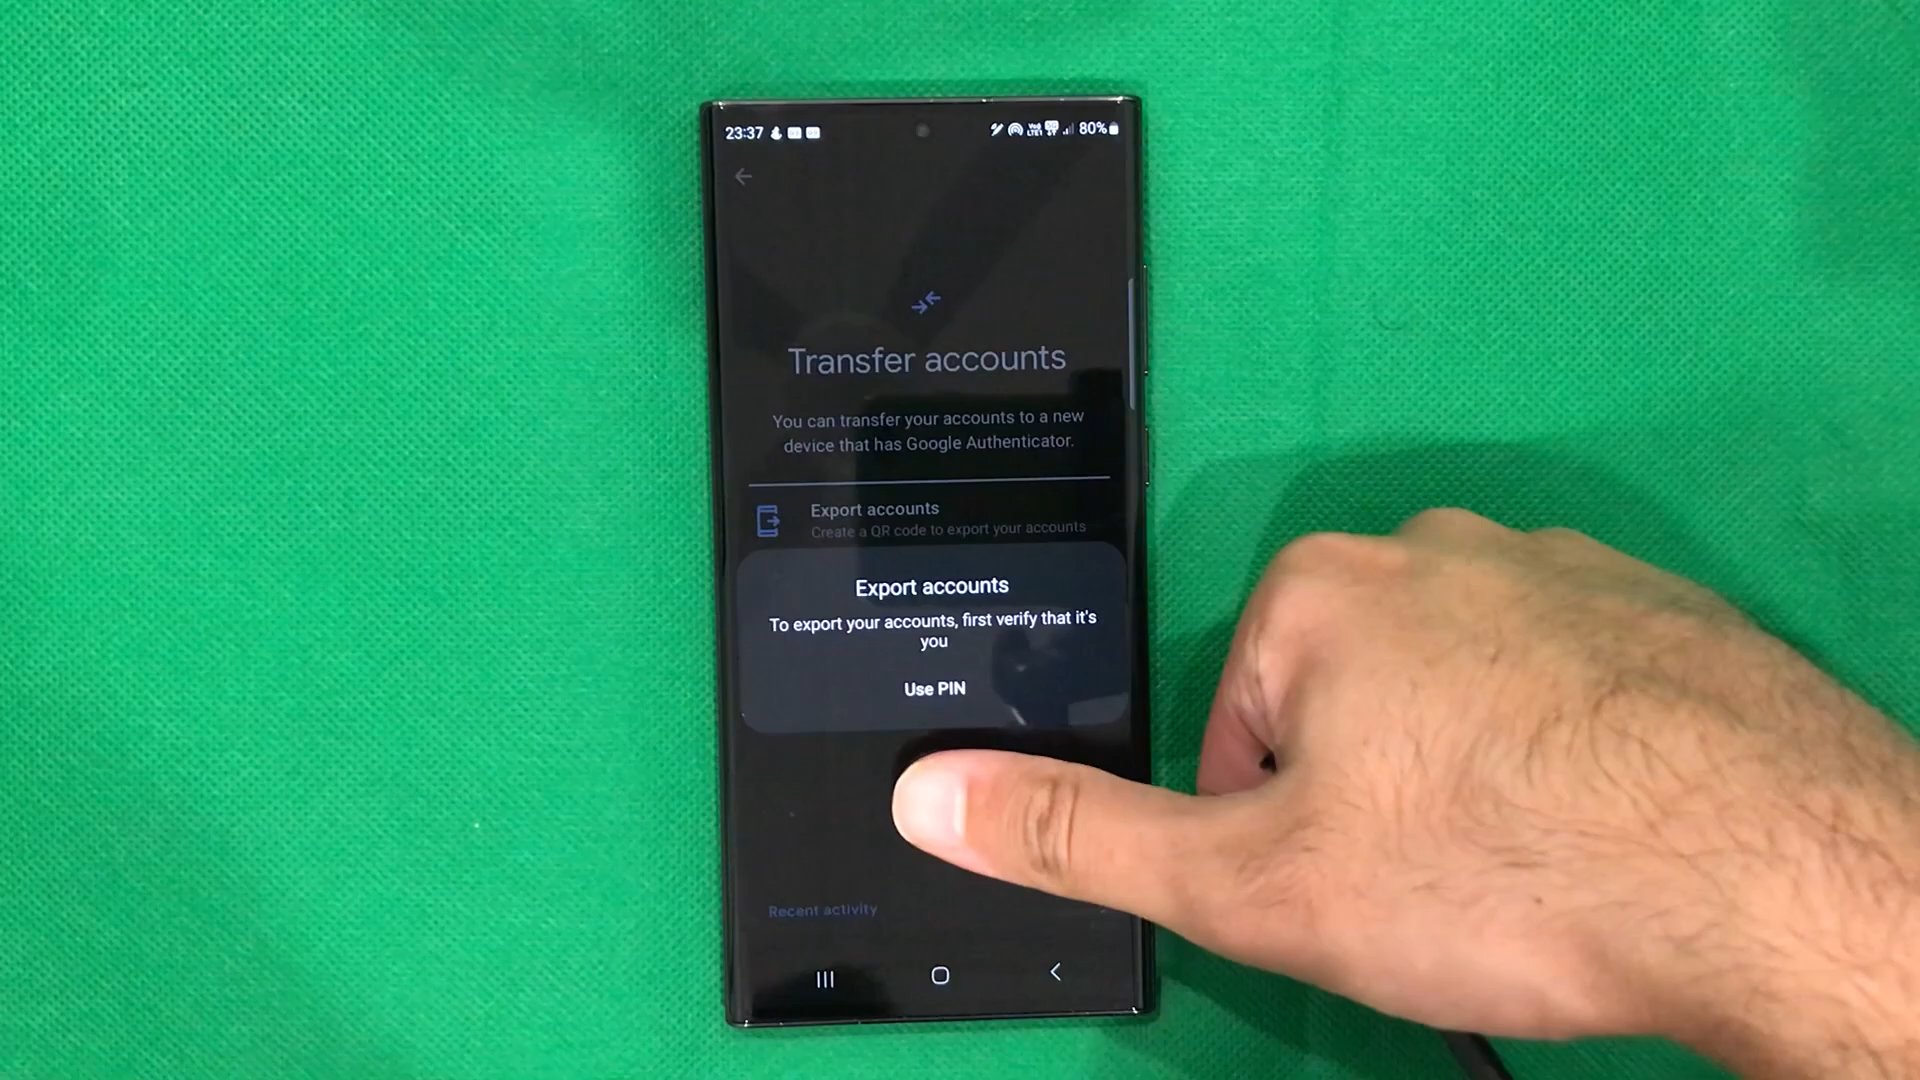 23:37
80%
Transfer accounts
You can transfer your accounts to a new
device that has Google Authenticator.
Export accounts
Create a QR code to export your accounts
Export accounts
To export your accounts, first verify that it's
you
Use PIN
Recent activity